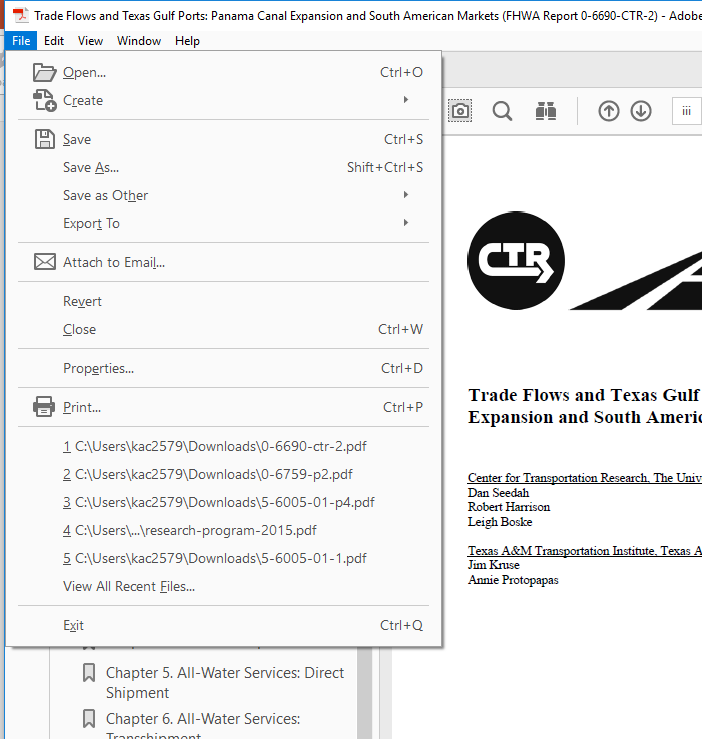 Trade Flows and Texas Gulf Ports: Panama Canal Expansion and South American Markets (FHWA Report 0-6690-CTR-2) - Adobe
File Edit View Window Help
Open... Ctrl+O
Create
Save Ctrl+S
Save As... Shift+Ctrl+S
Save as Other
Export To
Attach to Email...
Revert
Close Ctrl+W
Properties... Ctrl+D
Print... Ctrl+P
1 C:\Users\kac2579\Downloads\0-6690-ctr-2.pdf
2 C:\Users\kac2579\Downloads\0-6759-p2.pdf
3 C:\Users\kac2579\Downloads\5-6005-01-p4.pdf
4 C:\Users\...\research-program-2015.pdf
5 C:\Users\kac2579\Downloads\5-6005-01-1.pdf
View All Recent Files...
Exit Ctrl+Q
Chapter 5. All-Water Services: Direct
Shipment
Chapter 6. All-Water Services:
Transshipment
iii
CTR
Trade Flows and Texas Gulf
Expansion and South Americ
Center for Transportation Research, The Univ
Dan Seedah
Robert Harrison
Leigh Boske
Texas A&M Transportation Institute, Texas A
Jim Kruse
Annie Protopapas